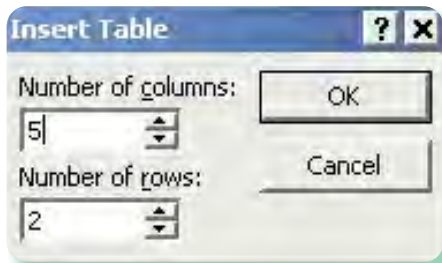 Insert Table ? ×
Number of columns: OK
5
Number of rows: Cancel
2